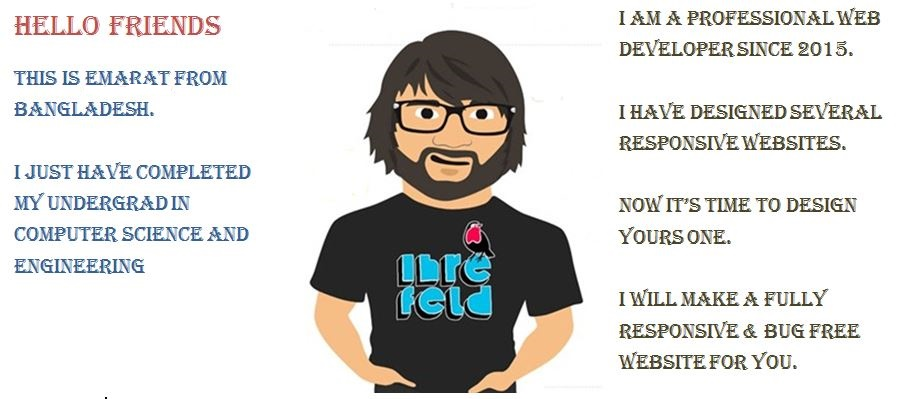 HELLO FRIENDS
THIS IS EMARAT FROM
BANGLADESH.
I JUST HAVE COMPLETED
MY UNDERGRAD IN
COMPUTER SCIENCE AND
ENGINEERING
Ihre
feld
I AM A PROFESSIONAL WEB
DEVELOPER SINCE 2015.
I HAVE DESIGNED SEVERAL
RESPONSIVE WEBSITES.
NOW IT'S TIME TO DESIGN
YOURS ONE.
I WILL MAKE A FULLY
RESPONSIVE & BUG FREE
WEBSITE FOR YOU.